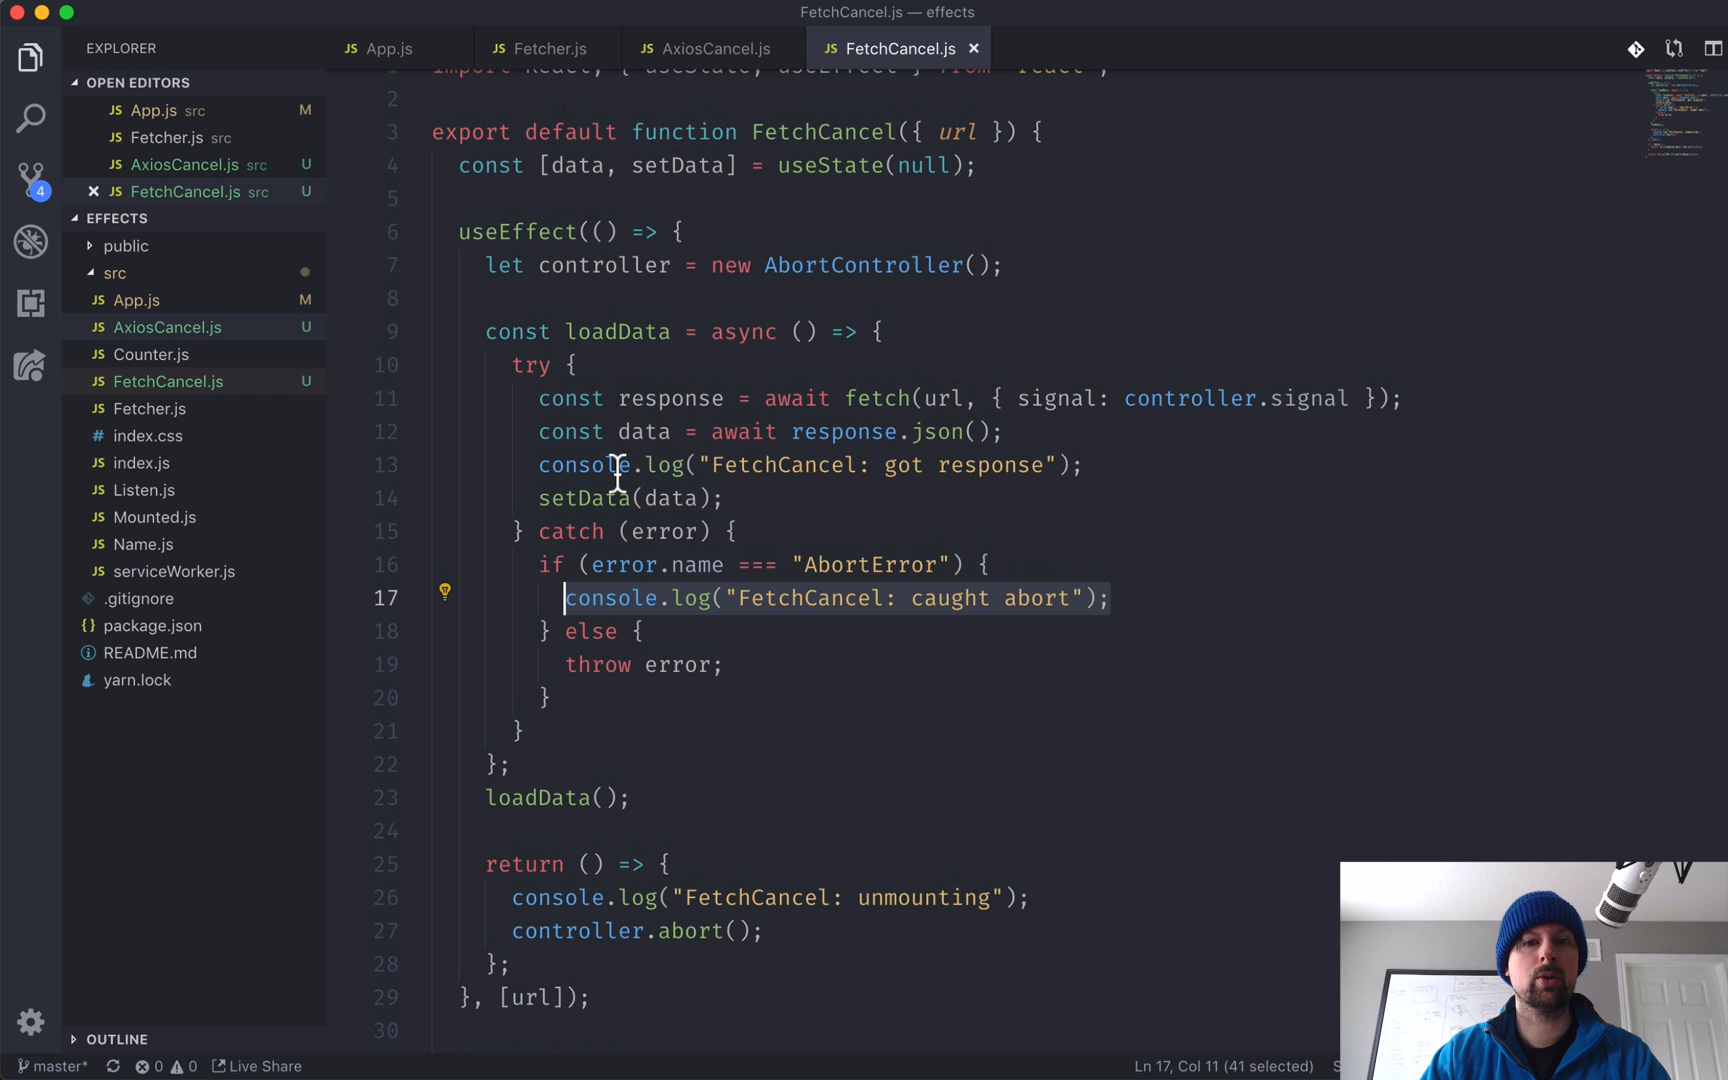 FetchCancel.js — effects
EXPLORER
JS App.js
JS Fetcher.js
JS AxiosCancel.js
JS FetchCancel.js ×
OPEN EDITORS
JS App.js src M
JS Fetcher.js src
JS AxiosCancel.js src U
× JS FetchCancel.js src U
4
EFFECTS
public
src
JS App.js M
JS AxiosCancel.js U
JS Counter.js
JS FetchCancel.js U
JS Fetcher.js
# index.css
JS index.js
JS Listen.js
JS Mounted.js
JS Name.js
JS serviceWorker.js
.gitignore
{} package.json
README.md
yarn.lock
OUTLINE
1 import React, { useState, useEffect } from "react";
2
3 export default function FetchCancel({ url }) {
4 const [data, setData] = useState(null);
5
6 useEffect(() => {
7 let controller = new AbortController();
8
9 const loadData = async () => {
10 try {
11 const response = await fetch(url, { signal: controller.signal });
12 const data = await response.json();
13 console.log("FetchCancel: got response");
14 setData(data);
15 } catch (error) {
16 if (error.name === "AbortError") {
17 console.log("FetchCancel: caught abort");
18 } else {
19 throw error;
20 }
21 }
22 };
23 loadData();
24
25 return () => {
26 console.log("FetchCancel: unmounting");
27 controller.abort();
28 };
29 }, [url]);
30
master* 0 0 Live Share
Ln 17, Col 11 (41 selected)